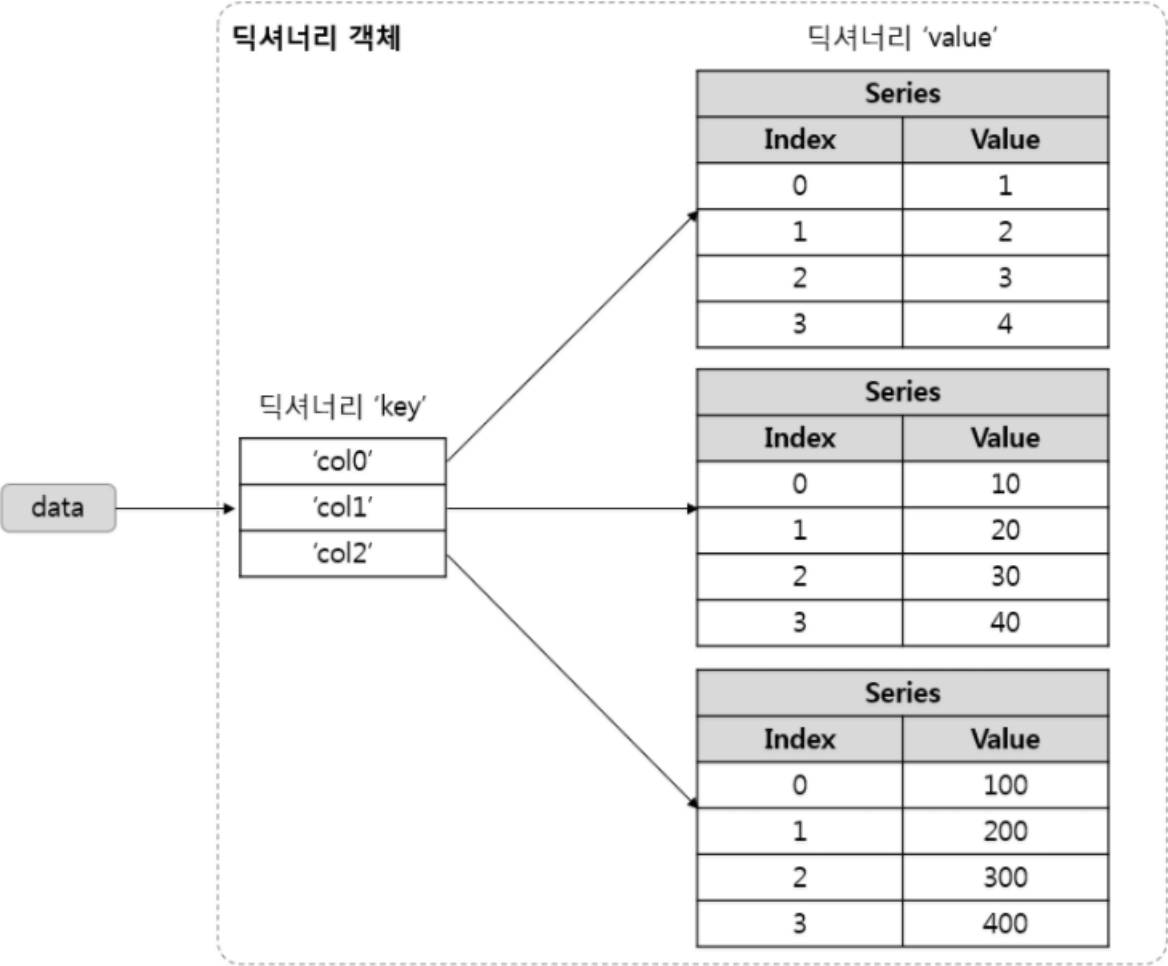 딕셔너리 객체
딕셔너리 ‘value’
Series
Index Value
0 1
1 2
2 3
3 4
딕셔너리 ‘key’
‘col0’
‘col1’
‘col2’
data
Series
Index Value
0 10
1 20
2 30
3 40
Series
Index Value
0 100
1 200
2 300
3 400